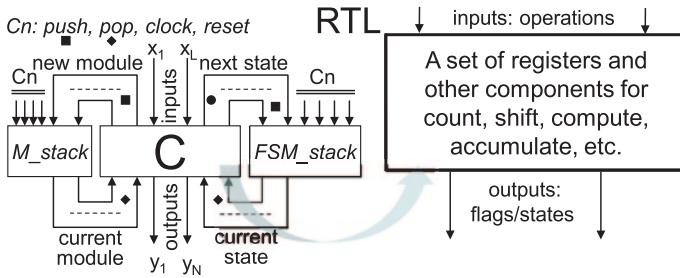 Cn: push, pop, clock, reset
new module
x1
xL
next state
Cn
Cn
inputs
M_stack
C
FSM_stack
outputs
current
module
y1
yN
current
state
RTL
inputs: operations
A set of registers and
other components for
count, shift, compute,
accumulate, etc.
outputs:
flags/states